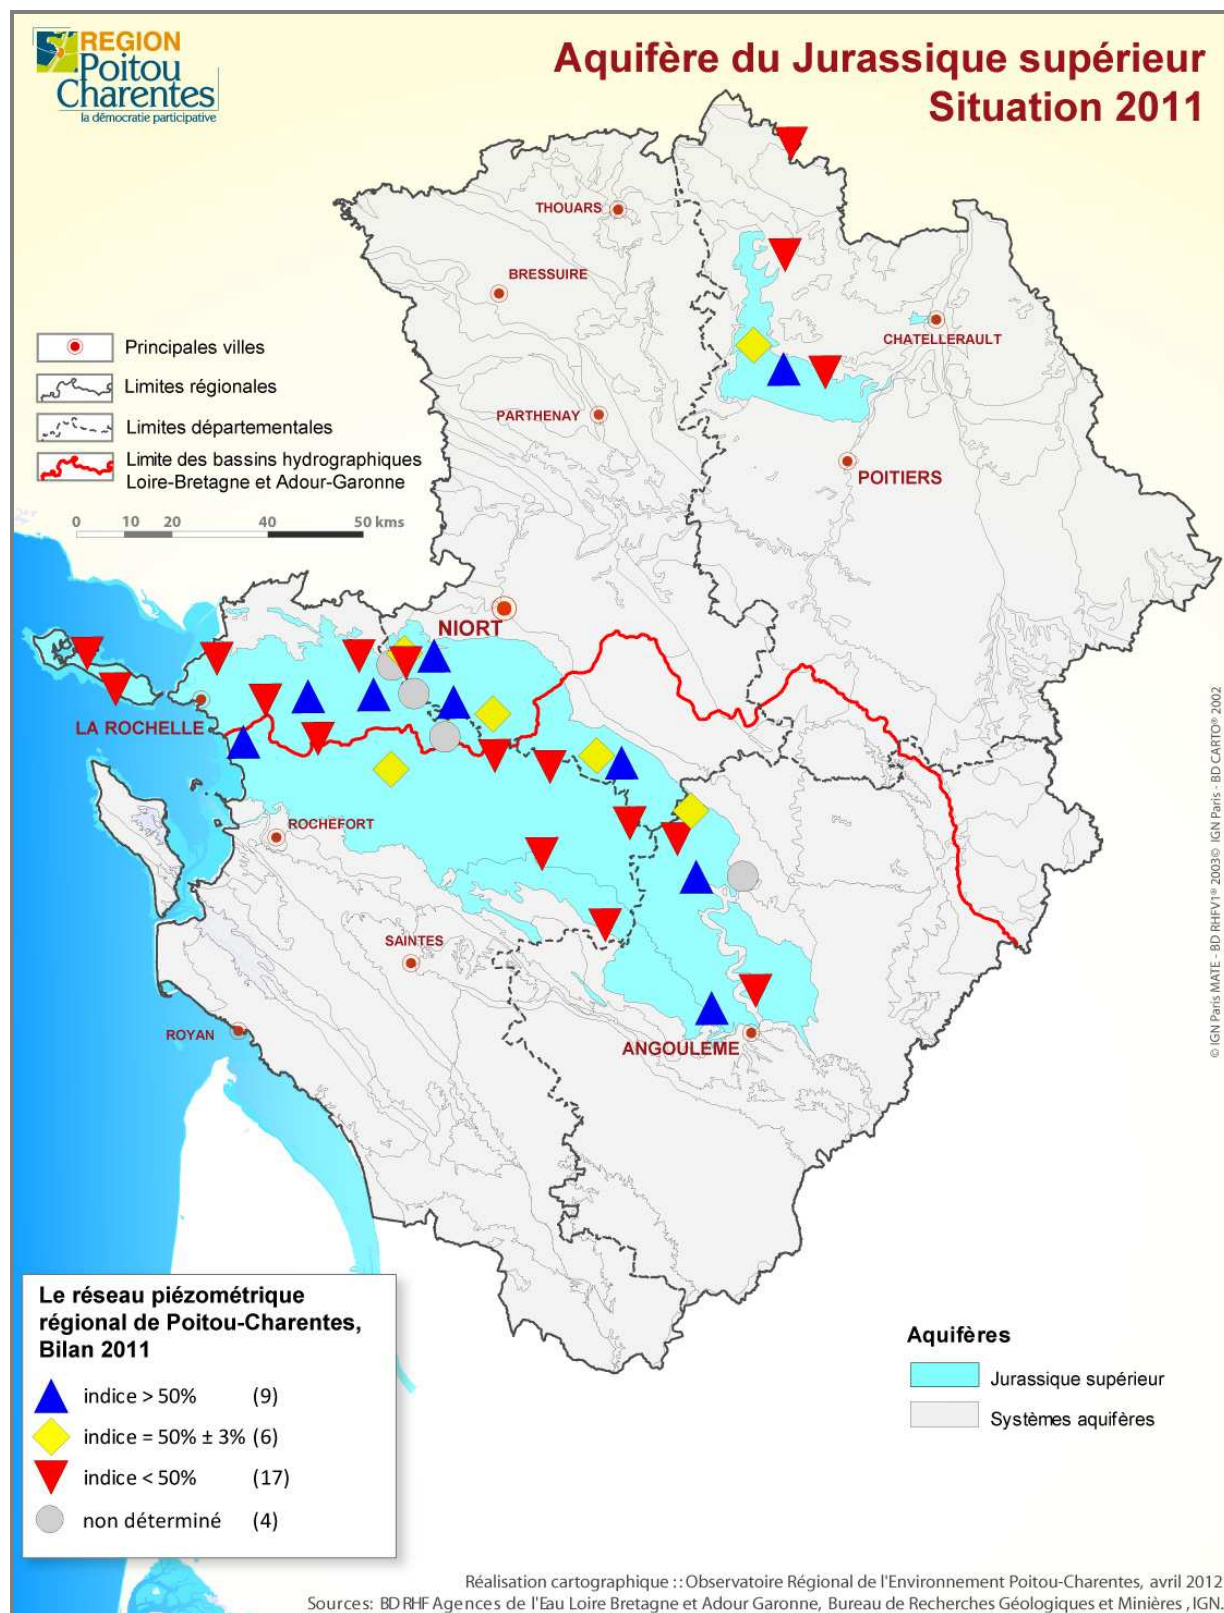 REGION
Poitou
Charentes
la démocratie participative
Aquifère du Jurassique supérieur
Situation 2011
THOUARS
BRESSUIRE
CHATELLERAULT
Principales villes
Limites régionales
PARTHENAY
Limites départementales
Limite des bassins hydrographiques
Loire-Bretagne et Adour-Garonne
POITIERS
0 10 20 40 50 kms
NIORT
LA ROCHELLE
ROCHEFORT
SAINTES
ROYAN
ANGOULEME
© IGN Paris MATE - BD RHFV1® 2003© IGN Paris - BD CARTO® 2002
Le réseau piézométrique
régional de Poitou-Charentes,
Bilan 2011
indice > 50% (9)
indice = 50% ± 3% (6)
indice < 50% (17)
non déterminé (4)
Aquifères
Jurassique supérieur
Systèmes aquifères
Réalisation cartographique :: Observatoire Régional de l'Environnement Poitou-Charentes, avril 2012
Sources: BD RHF Agences de l'Eau Loire Bretagne et Adour Garonne, Bureau de Recherches Géologiques et Minières , IGN.